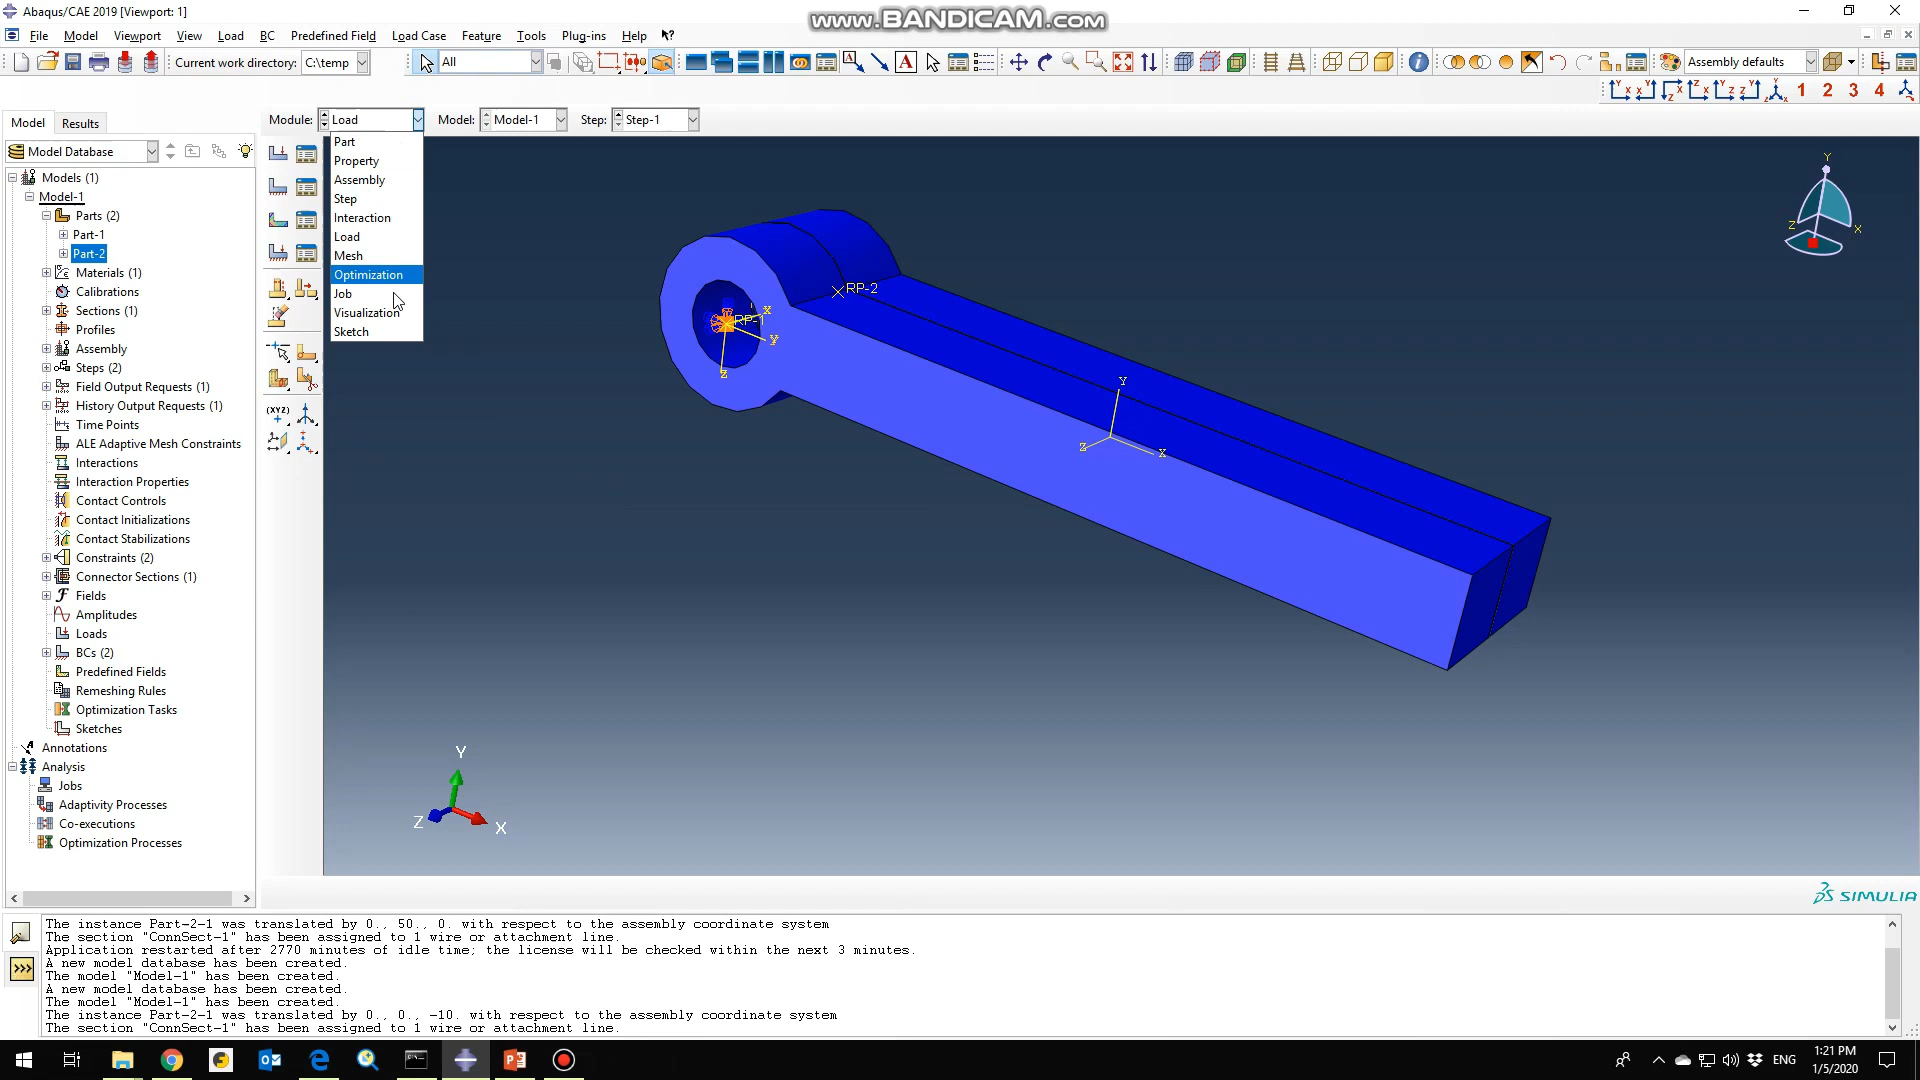 Abaqus/CAE 2019 [Viewport: 1]
www.BANDICAM.com
File Model Viewport View Load BC Predefined Field Load Case Feature Tools Plug-ins Help
Current work directory: C:\temp
All
Assembly defaults
1 2 3 4
Model Results
Module: Load Model: Model-1 Step: Step-1
Model Database
Models (1)
Model-1
Parts (2)
Part-1
Part-2
Materials (1)
Calibrations
Sections (1)
Profiles
Assembly
Steps (2)
Field Output Requests (1)
History Output Requests (1)
Time Points
ALE Adaptive Mesh Constraints
Interactions
Interaction Properties
Contact Controls
Contact Initializations
Contact Stabilizations
Constraints (2)
Connector Sections (1)
Fields
Amplitudes
Loads
BCs (2)
Predefined Fields
Remeshing Rules
Optimization Tasks
Sketches
Annotations
Analysis
Jobs
Adaptivity Processes
Co-executions
Optimization Processes
Part
Property
Assembly
Step
Interaction
Load
Mesh
Optimization
Job
Visualization
Sketch
(XYZ)
RP-2
RP-1
X
Y
Z
Y
X
Z
Y
Z
X
Y
Z
X
SIMULIA
The instance Part-2-1 was translated by 0., 50., 0. with respect to the assembly coordinate system
The section "ConnSect-1" has been assigned to 1 wire or attachment line.
Application restarted after 2770 minutes of idle time; the license will be checked within the next 3 minutes.
A new model database has been created.
The model "Model-1" has been created.
A new model database has been created.
The model "Model-1" has been created.
The instance Part-2-1 was translated by 0., 0., -10. with respect to the assembly coordinate system
The section "ConnSect-1" has been assigned to 1 wire or attachment line.
ENG
1:21 PM
1/5/2020